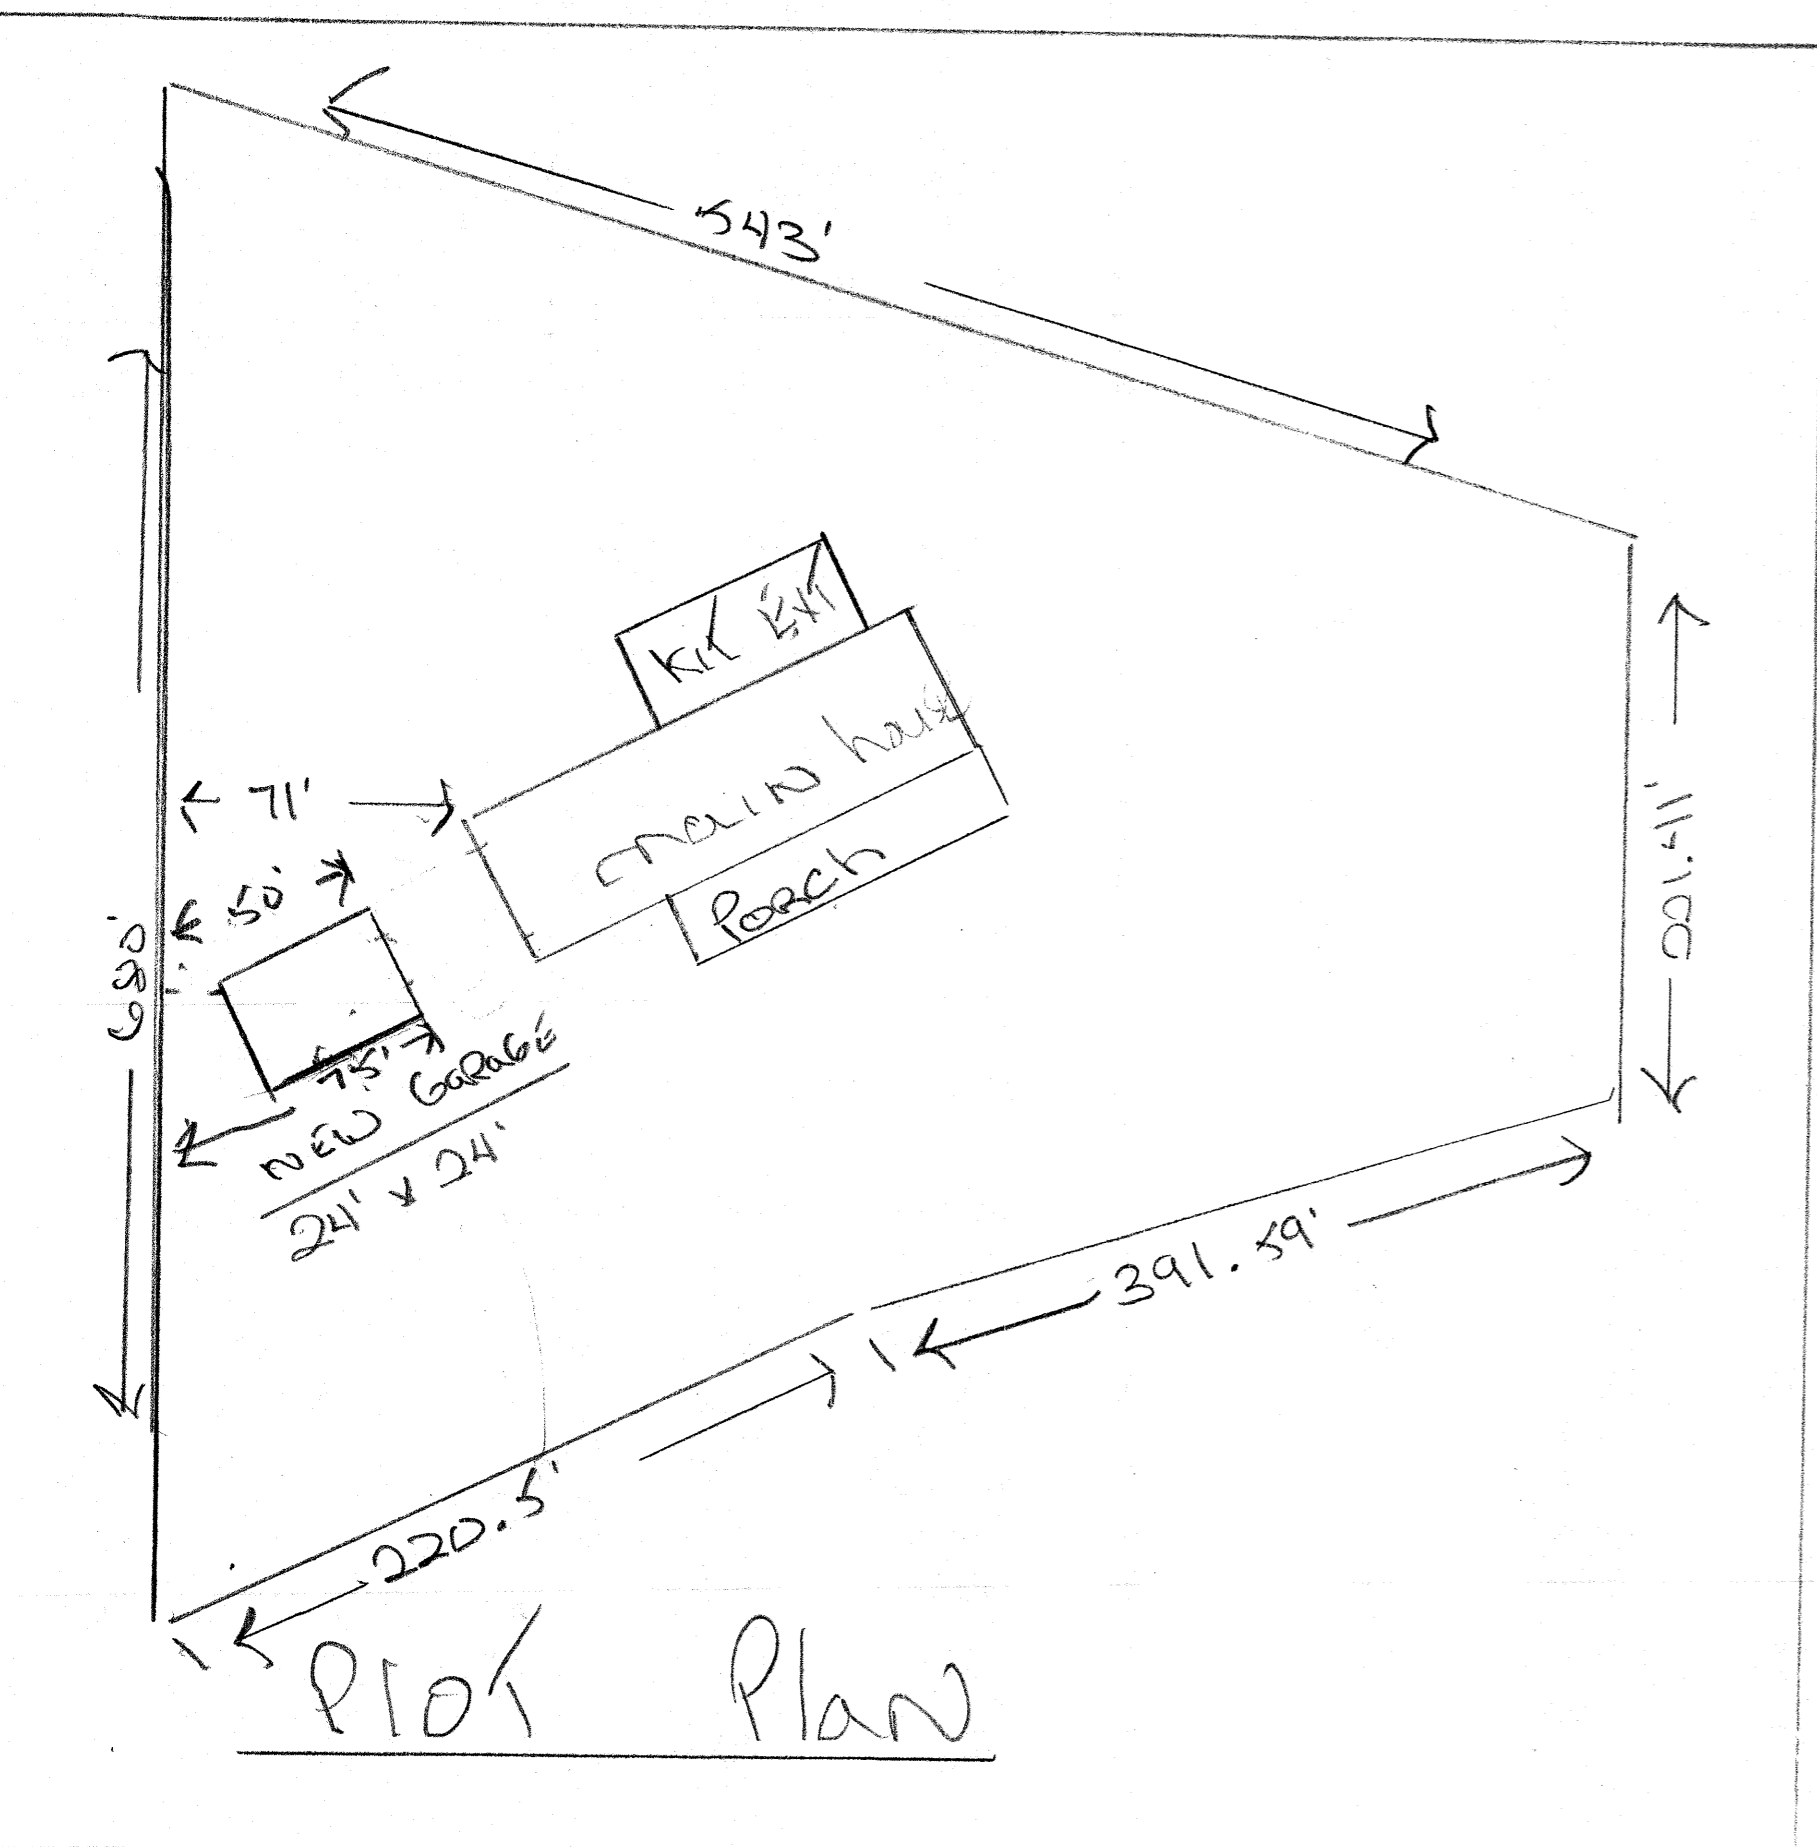 543'
Kit Ext
main house
Porch
71'
50'
680'
75'
New Garage
24' x 24'
391.59'
220.5'
Plot Plan